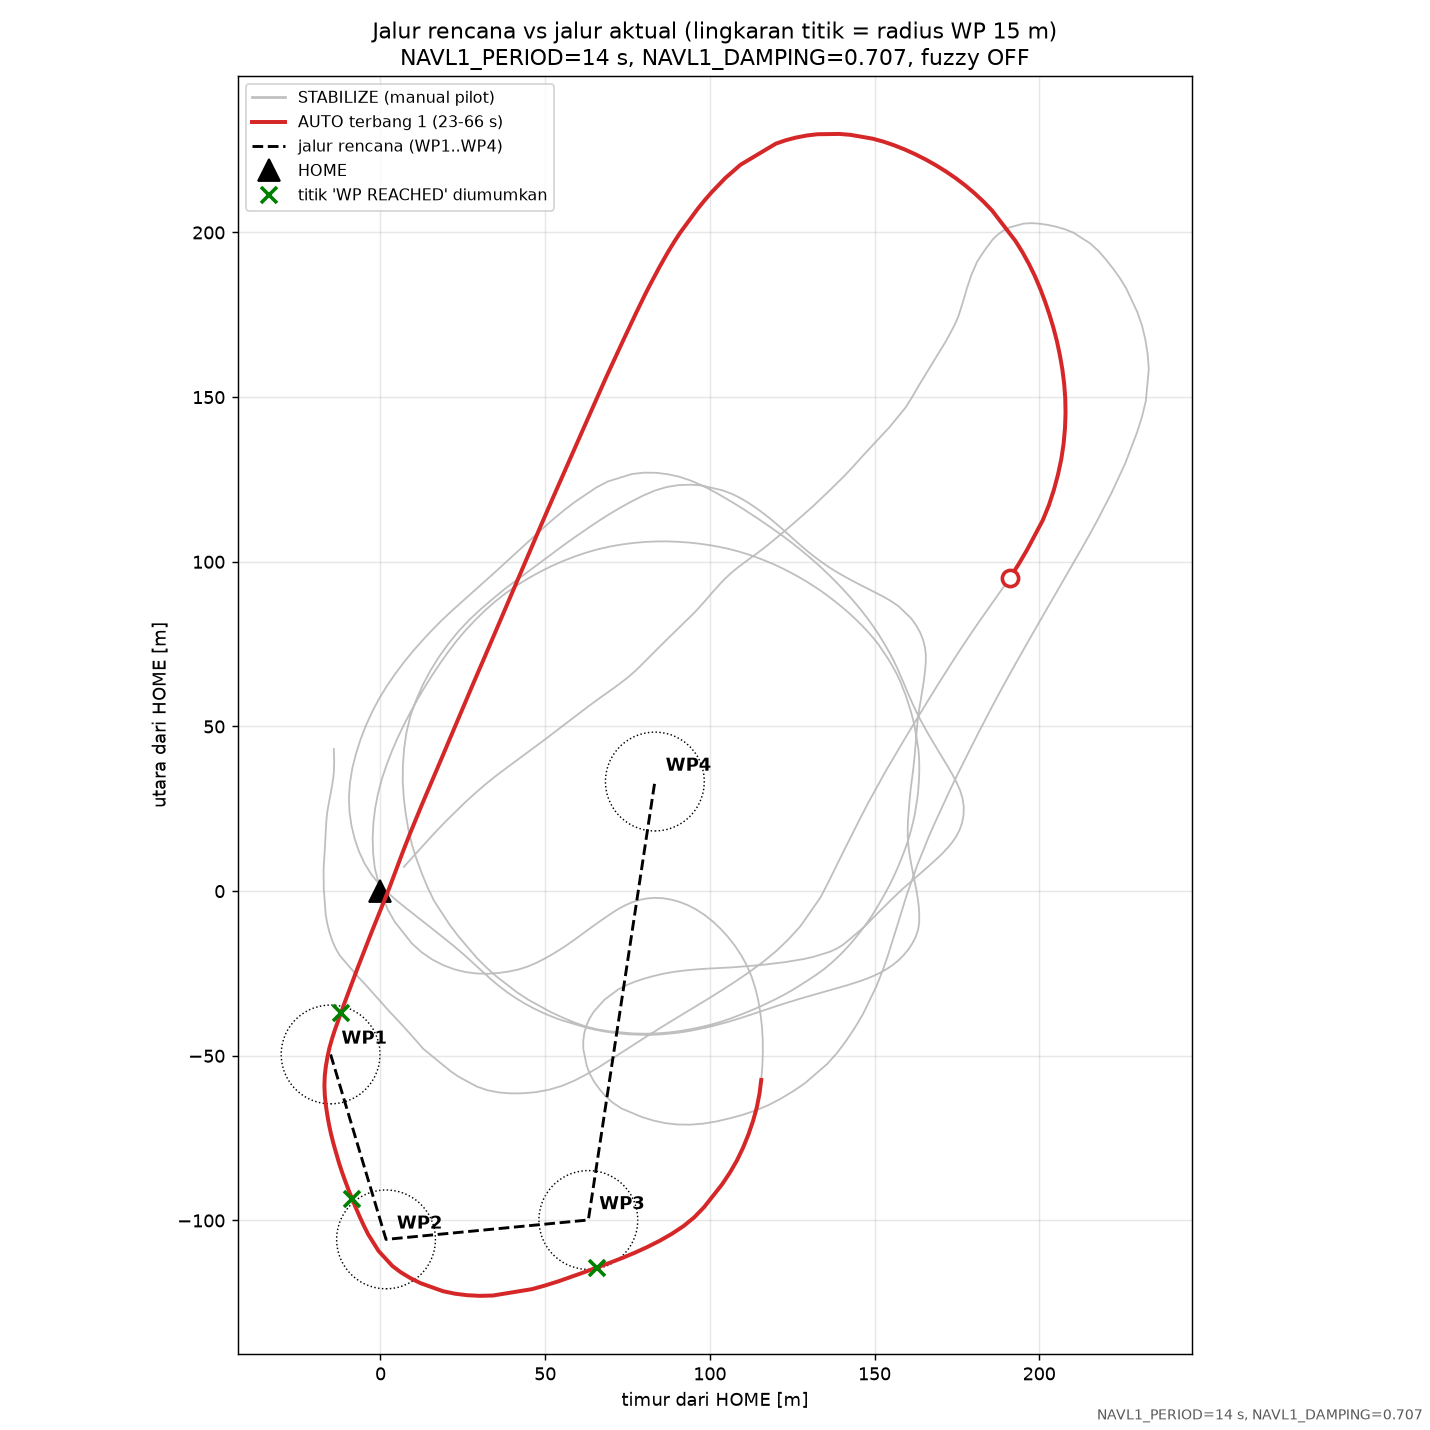 Jalur rencana vs jalur aktual (lingkaran titik = radius WP 15 m)
NAVL1_PERIOD=14 s, NAVL1_DAMPING=0.707, fuzzy OFF
STABILIZE (manual pilot)
AUTO terbang 1 (23-66 s)
jalur rencana (WP1..WP4)
HOME
titik 'WP REACHED' diumumkan
utara dari HOME [m]
200
150
100
50
0
−50
−100
WP4
WP1
WP3
WP2
0
50
100
150
200
timur dari HOME [m]
NAVL1_PERIOD=14 s, NAVL1_DAMPING=0.707